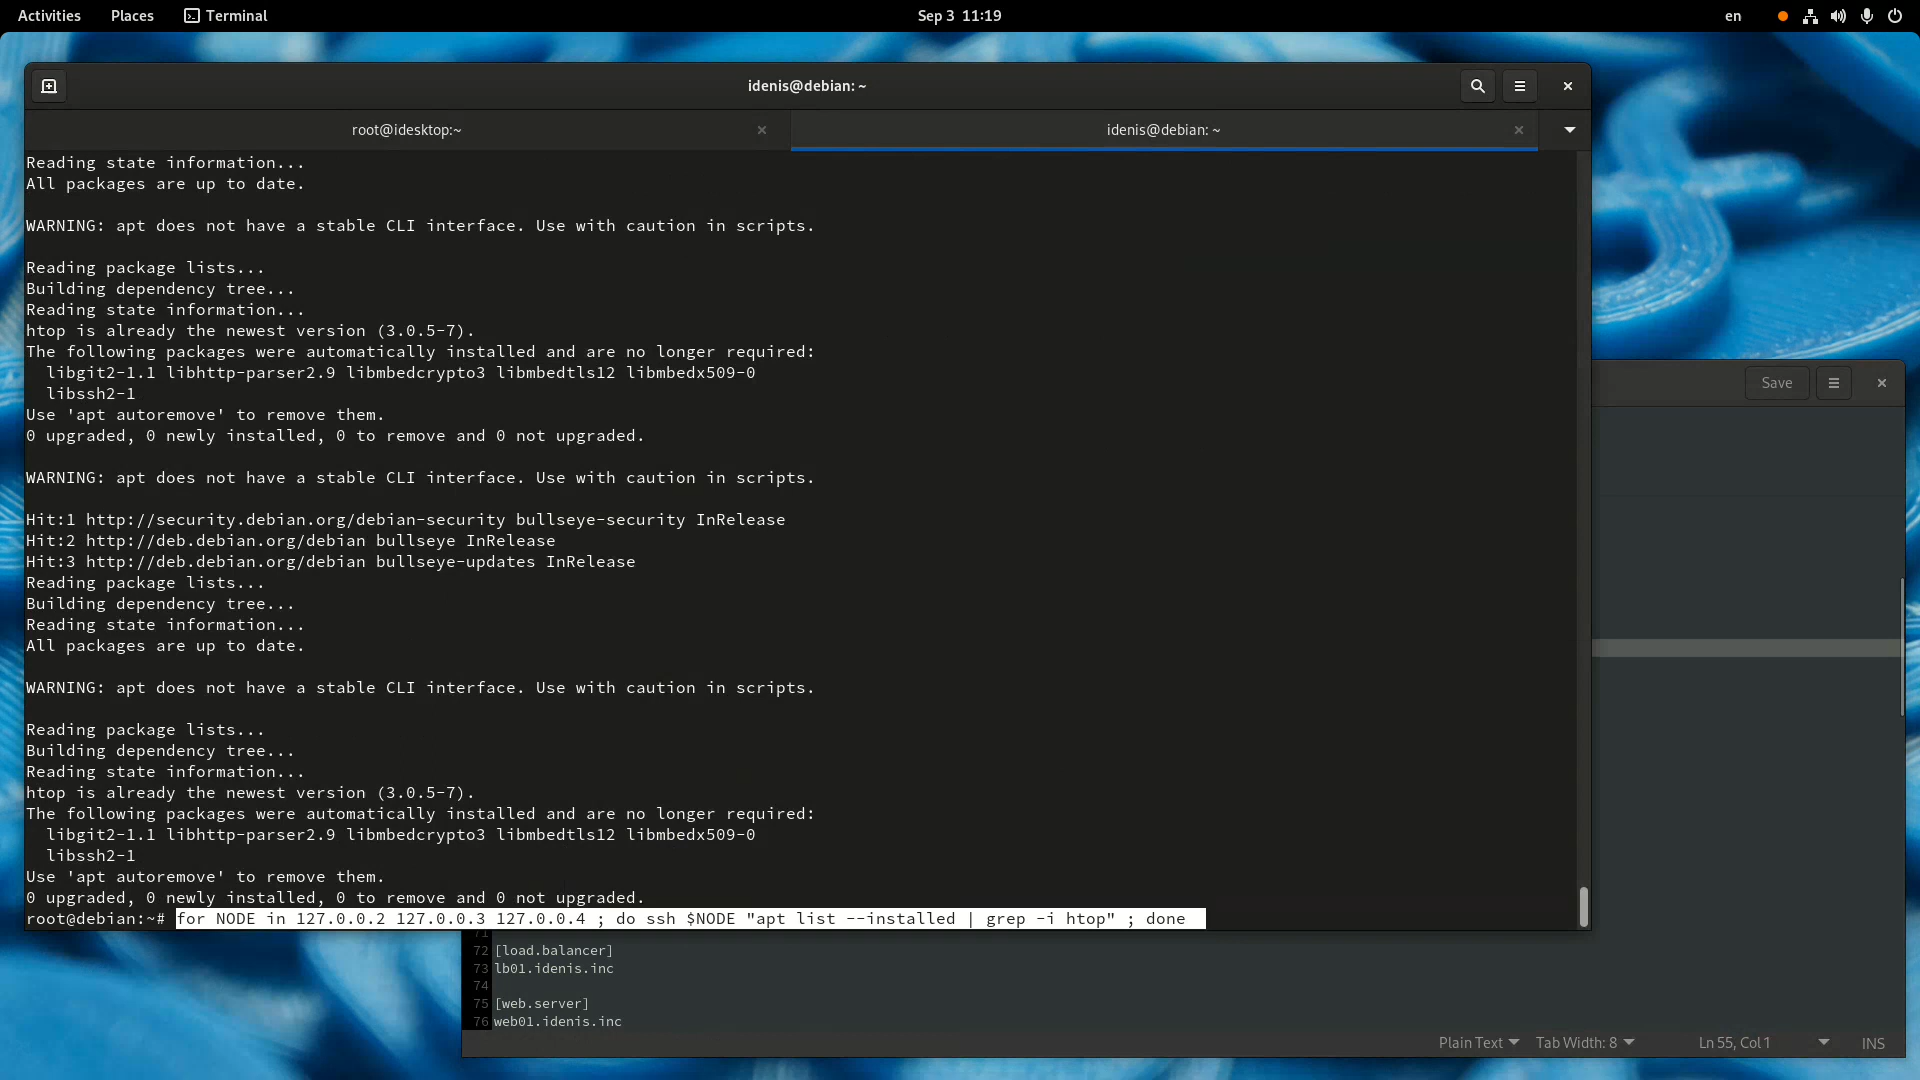 Activities Places Terminal Sep 3 11:19 en
idenis@debian: ~
root@idesktop:~ idenis@debian: ~
Reading state information...
All packages are up to date.
WARNING: apt does not have a stable CLI interface. Use with caution in scripts.
Reading package lists...
Building dependency tree...
Reading state information...
htop is already the newest version (3.0.5-7).
The following packages were automatically installed and are no longer required:
libgit2-1.1 libhttp-parser2.9 libmbedcrypto3 libmbedtls12 libmbedx509-0
libssh2-1
Use 'apt autoremove' to remove them.
0 upgraded, 0 newly installed, 0 to remove and 0 not upgraded.
WARNING: apt does not have a stable CLI interface. Use with caution in scripts.
Hit:1 http://security.debian.org/debian-security bullseye-security InRelease
Hit:2 http://deb.debian.org/debian bullseye InRelease
Hit:3 http://deb.debian.org/debian bullseye-updates InRelease
Reading package lists...
Building dependency tree...
Reading state information...
All packages are up to date.
WARNING: apt does not have a stable CLI interface. Use with caution in scripts.
Reading package lists...
Building dependency tree...
Reading state information...
htop is already the newest version (3.0.5-7).
The following packages were automatically installed and are no longer required:
libgit2-1.1 libhttp-parser2.9 libmbedcrypto3 libmbedtls12 libmbedx509-0
libssh2-1
Use 'apt autoremove' to remove them.
0 upgraded, 0 newly installed, 0 to remove and 0 not upgraded.
root@debian:~# for NODE in 127.0.0.2 127.0.0.3 127.0.0.4 ; do ssh $NODE "apt list --installed | grep -i htop" ; done
Save
71
72 [load.balancer]
73 lb01.idenis.inc
74
75 [web.server]
76 web01.idenis.inc
Plain Text Tab Width: 8 Ln 55, Col 1 INS